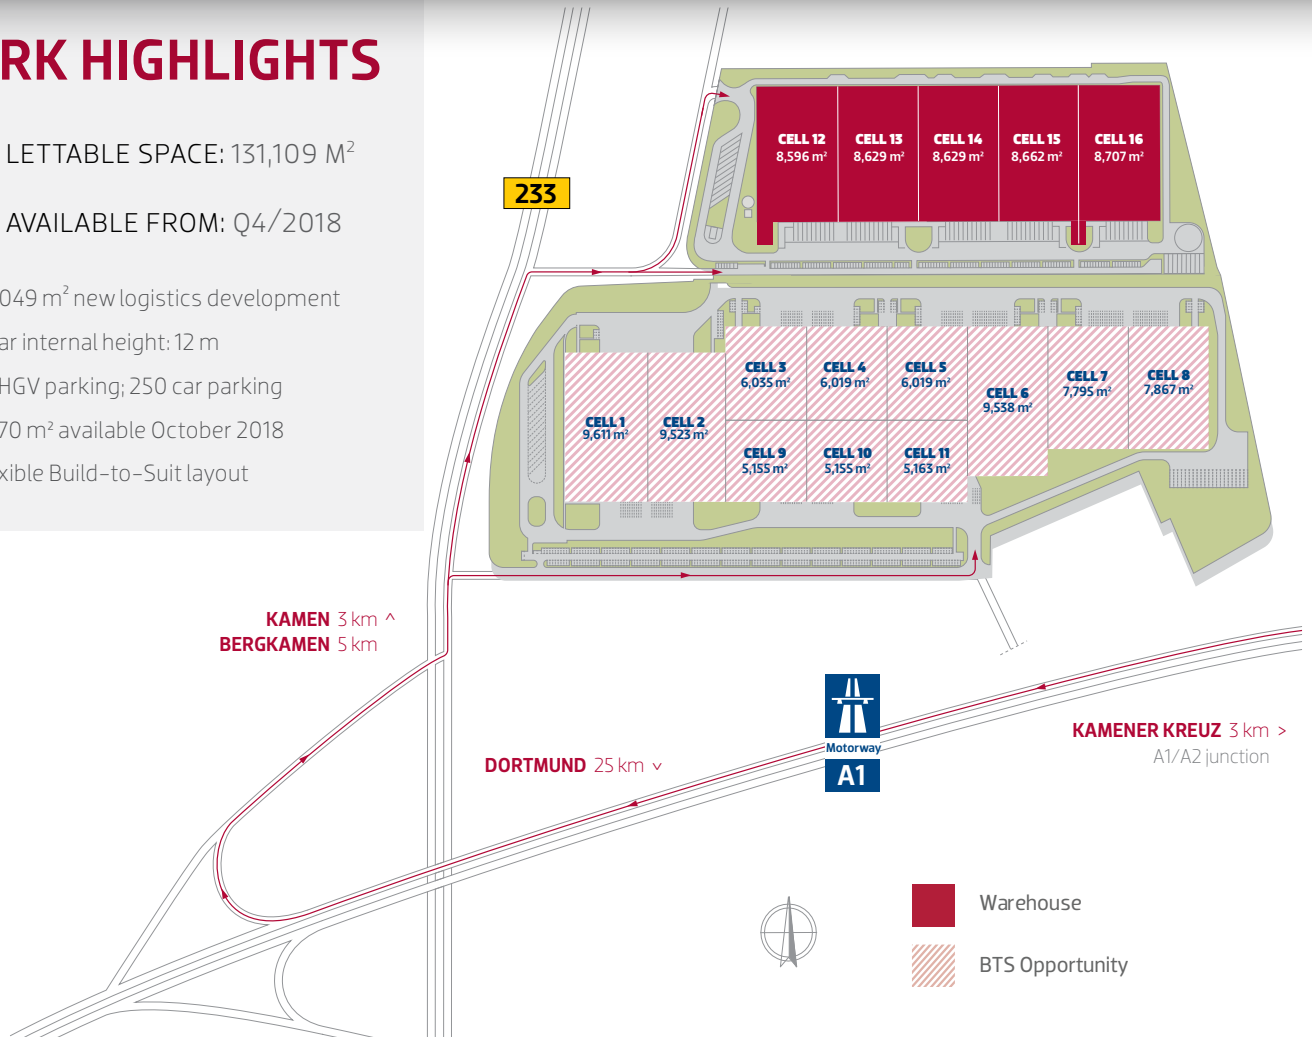 RK HIGHLIGHTS
LETTABLE SPACE: 131,109 M²
AVAILABLE FROM: Q4/2018
049 m² new logistics development
ar internal height: 12 m
HGV parking; 250 car parking
70 m² available October 2018
xible Build-to-Suit layout
233
CELL 12
8,596 m²
CELL 13
8,629 m²
CELL 14
8,629 m²
CELL 15
8,662 m²
CELL 16
8,707 m²
CELL 1
9,611 m²
CELL 2
9,523 m²
CELL 3
6,035 m²
CELL 4
6,019 m²
CELL 5
6,019 m²
CELL 6
9,538 m²
CELL 7
7,795 m²
CELL 8
7,867 m²
CELL 9
5,155 m²
CELL 10
5,155 m²
CELL 11
5,163 m²
KAMEN 3 km ^
BERGKAMEN 5 km
DORTMUND 25 km ˅
Motorway
A1
KAMENER KREUZ 3 km >
A1/A2 junction
Warehouse
BTS Opportunity